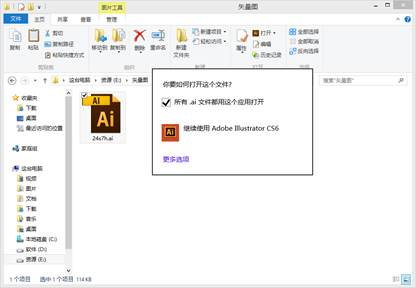 图片工具
矢量图
文件
主页
共享
查看
管理
复制
粘贴
剪切
复制路径
粘贴快捷方式
剪贴板
移动到
复制到
删除
重命名
组织
新建
文件夹
新建项目
轻松访问
新建
属性
打开
编辑
历史记录
打开
全部选择
全部取消
反向选择
选择
这台电脑
资源 (E:)
矢量图
搜索"矢量图"
收藏夹
下载
桌面
最近访问的位置
家庭组
这台电脑
视频
图片
文档
下载
音乐
桌面
本地磁盘 (C:)
软件 (D:)
资源 (E:)
Ai
Ai
24s7h.ai
你要如何打开这个文件?
所有 .ai 文件都用这个应用打开
Ai
继续使用 Adobe Illustrator CS6
更多选项
1 个项目
选中 1 个项目 114 KB